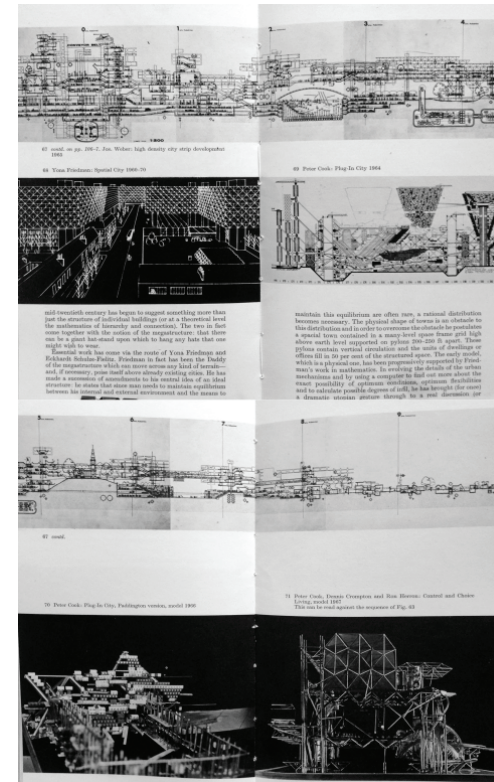 67 contd. on pp. 106-7. Jan. Weber: high density city strip development
1965
68 Yona Friedman: Spatial City 1960-70
69 Peter Cook: Plug-In City 1964
mid-twentieth century has begun to suggest something more than
just the structure of individual buildings (or at a theoretical level
the mathematics of hierarchy and connection). The two in fact
come together with the notion of the megastructure: that there
can be a giant hat-stand upon which to hang any hats that one
might wish to wear.
Essential work has come via the route of Yona Friedman and
Eckhardt Schulze-Fielitz. Friedman in fact has been the Daddy
of the megastructure which can move across any kind of terrain—
and, if necessary, raise itself above already existing cities. He has
made a succession of amendments to his central idea of an ideal
structure: he states that since men needs to maintain equilibrium
between his internal and external environment and the means to
maintain this equilibrium are often rare, a rational distribution
becomes necessary. The physical shape of towns is an obstacle to
this distribution and in order to overcome the obstacle he postulates
a spacial town contained in a many-level space frame grid high
above earth level supported on pylons 200-250 ft apart. These
pylons contain vertical circulation and the units of dwellings or
offices fill in 50 per cent of the structured space. The early model,
which is a physical one, has been progressively supported by Fried-
man's work in mathematics. In evolving the details of the urban
mechanisms and by using a computer to find out more about the
exact possibility of optimum conditions, optimum flexibilities
and to calculate possible degrees of infill, he has brought (for once)
a dramatic utopian gesture through to a real discussion
67 contd.
70 Peter Cook: Plug-In City, Paddington version, model 1966
71 Peter Cook, Dennis Crompton and Ron Herron: Control and Choice
Living, model 1967
This can be read against the sequence of Fig. 63